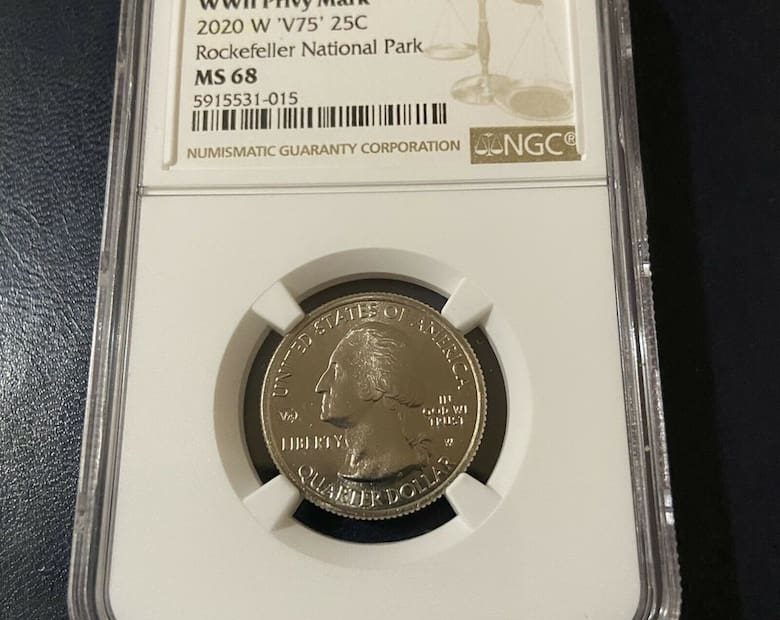 WWII Privy Mark
2020 W 'V75' 25C
Rockefeller National Park
MS 68
5915531-015
NUMISMATIC GUARANTY CORPORATION
NGC®
UNITED STATES OF AMERICA
IN
GOD WE
TRUST
LIBERTY
W
QUARTER DOLLAR